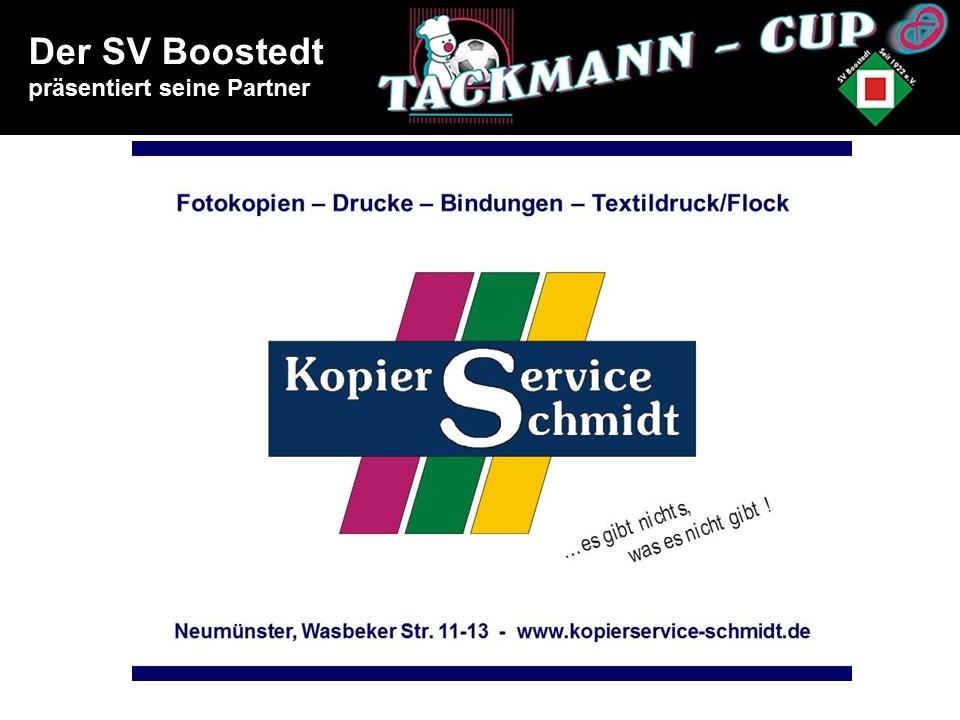 Der SV Boostedt
präsentiert seine Partner
TACKMANN - CUP
SV Boostedt Seit 1922 e.V.
Fotokopien – Drucke – Bindungen – Textildruck/Flock
Kopier Service
Schmidt
...es gibt nichts,
was es nicht gibt !
Neumünster, Wasbeker Str. 11-13 - www.kopierservice-schmidt.de